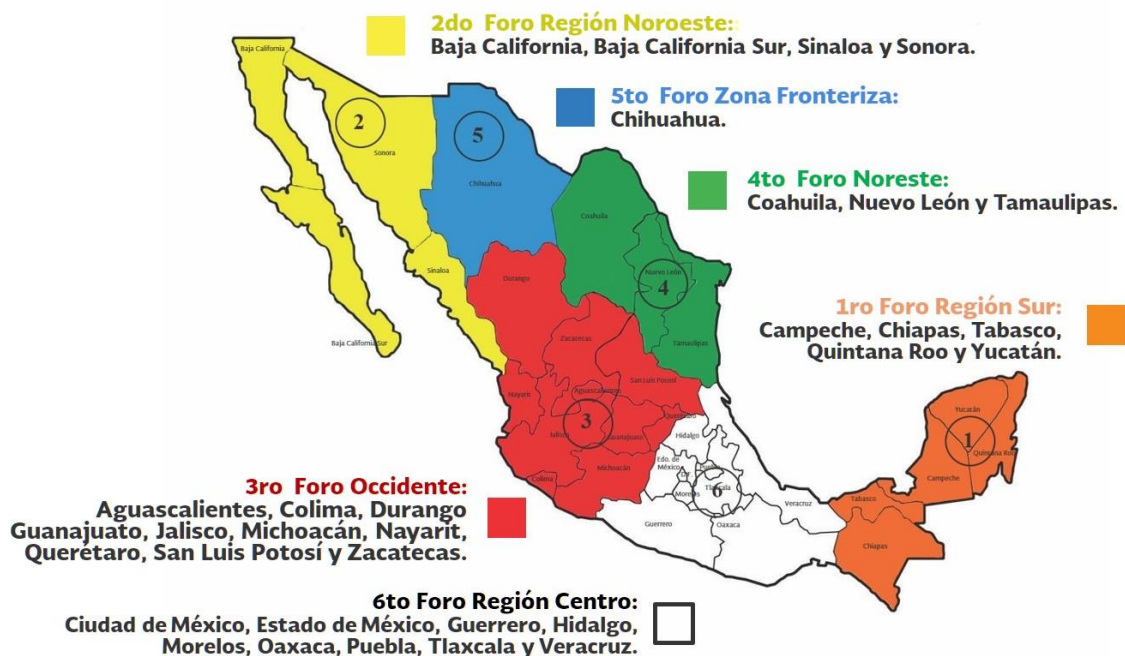 2do Foro Región Noroeste:
Baja California, Baja California Sur, Sinaloa y Sonora.
5to Foro Zona Fronteriza:
Chihuahua.
4to Foro Noreste:
Coahuila, Nuevo León y Tamaulipas.
1ro Foro Región Sur:
Campeche, Chiapas, Tabasco,
Quintana Roo y Yucatán.
3ro Foro Occidente:
Aguascalientes, Colima, Durango
Guanajuato, Jalisco, Michoacán, Nayarit,
Querétaro, San Luis Potosí y Zacatecas.
6to Foro Región Centro:
Ciudad de México, Estado de México, Guerrero, Hidalgo,
Morelos, Oaxaca, Puebla, Tlaxcala y Veracruz.
Baja California
2
Sonora
5
Chihuahua
Coahuila
Sinaloa
Durango
Nuevo León
4
Baja California Sur
Zacatecas
Tamaulipas
San Luis Potosí
Nayarit
Aguascalientes
3
Jalisco
Guanajuato
Querétaro
Hidalgo
Michoacán
Colima
Edo. de
México
D.F.
Puebla
Tlaxcala
Morelos
6
Guerrero
Oaxaca
Veracruz
Yucatán
1
Quintana Roo
Campeche
Tabasco
Chiapas